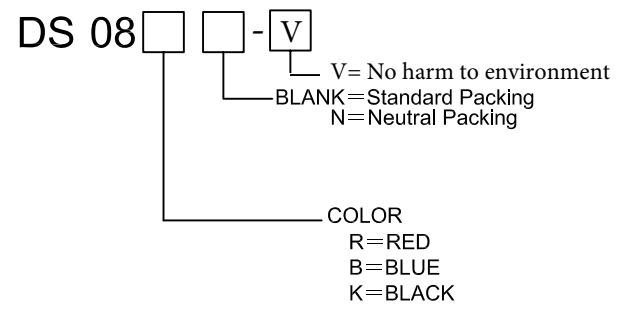 DS 08 - V
V= No harm to environment
BLANK=Standard Packing
N=Neutral Packing
COLOR
R=RED
B=BLUE
K=BLACK